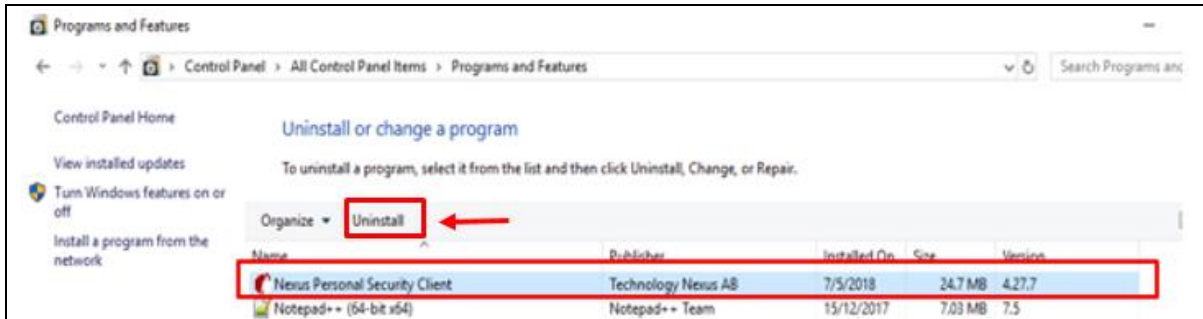 Programs and Features
Control Panel > All Control Panel Items > Programs and Features
Search Programs and
Control Panel Home
Uninstall or change a program
View installed updates
To uninstall a program, select it from the list and then click Uninstall, Change, or Repair.
Turn Windows features on or
off
Organize Uninstall
Install a program from the
network
Name Publisher Installed On Size Version
Nexus Personal Security Client Technology Nexus AB 7/5/2018 24.7 MB 4.27.7
Notepad++ (64-bit x64) Notepad++ Team 15/12/2017 7.03 MB 7.5